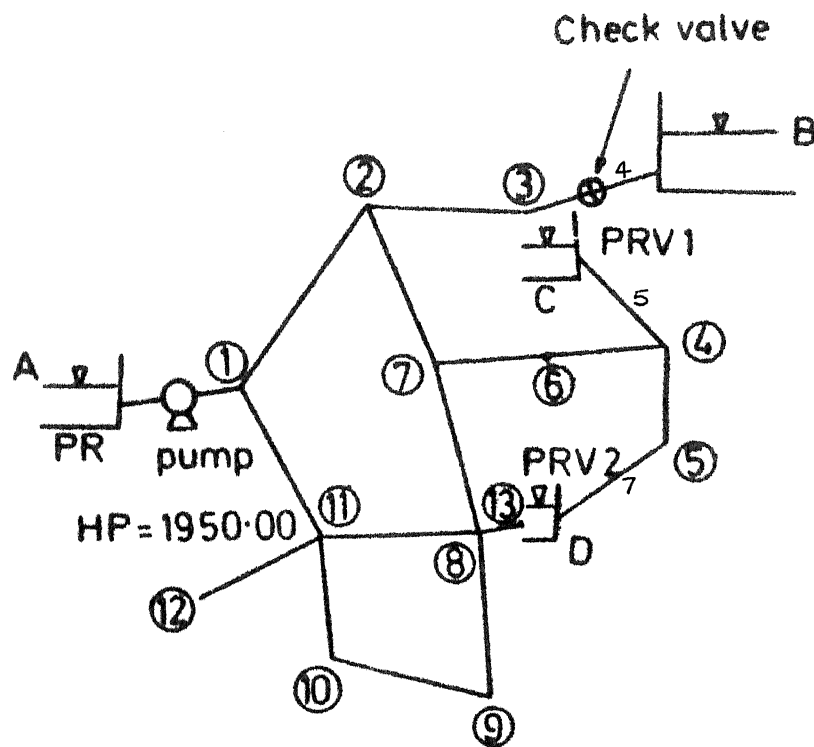 Check valve
4
B
②
③
PRV1
C
5
①
④
A
⑦
⑥
PR
pump
PRV2
⑤
⑪
⑬
7
HP = 1950·00
⑧
D
⑫
⑩
⑨